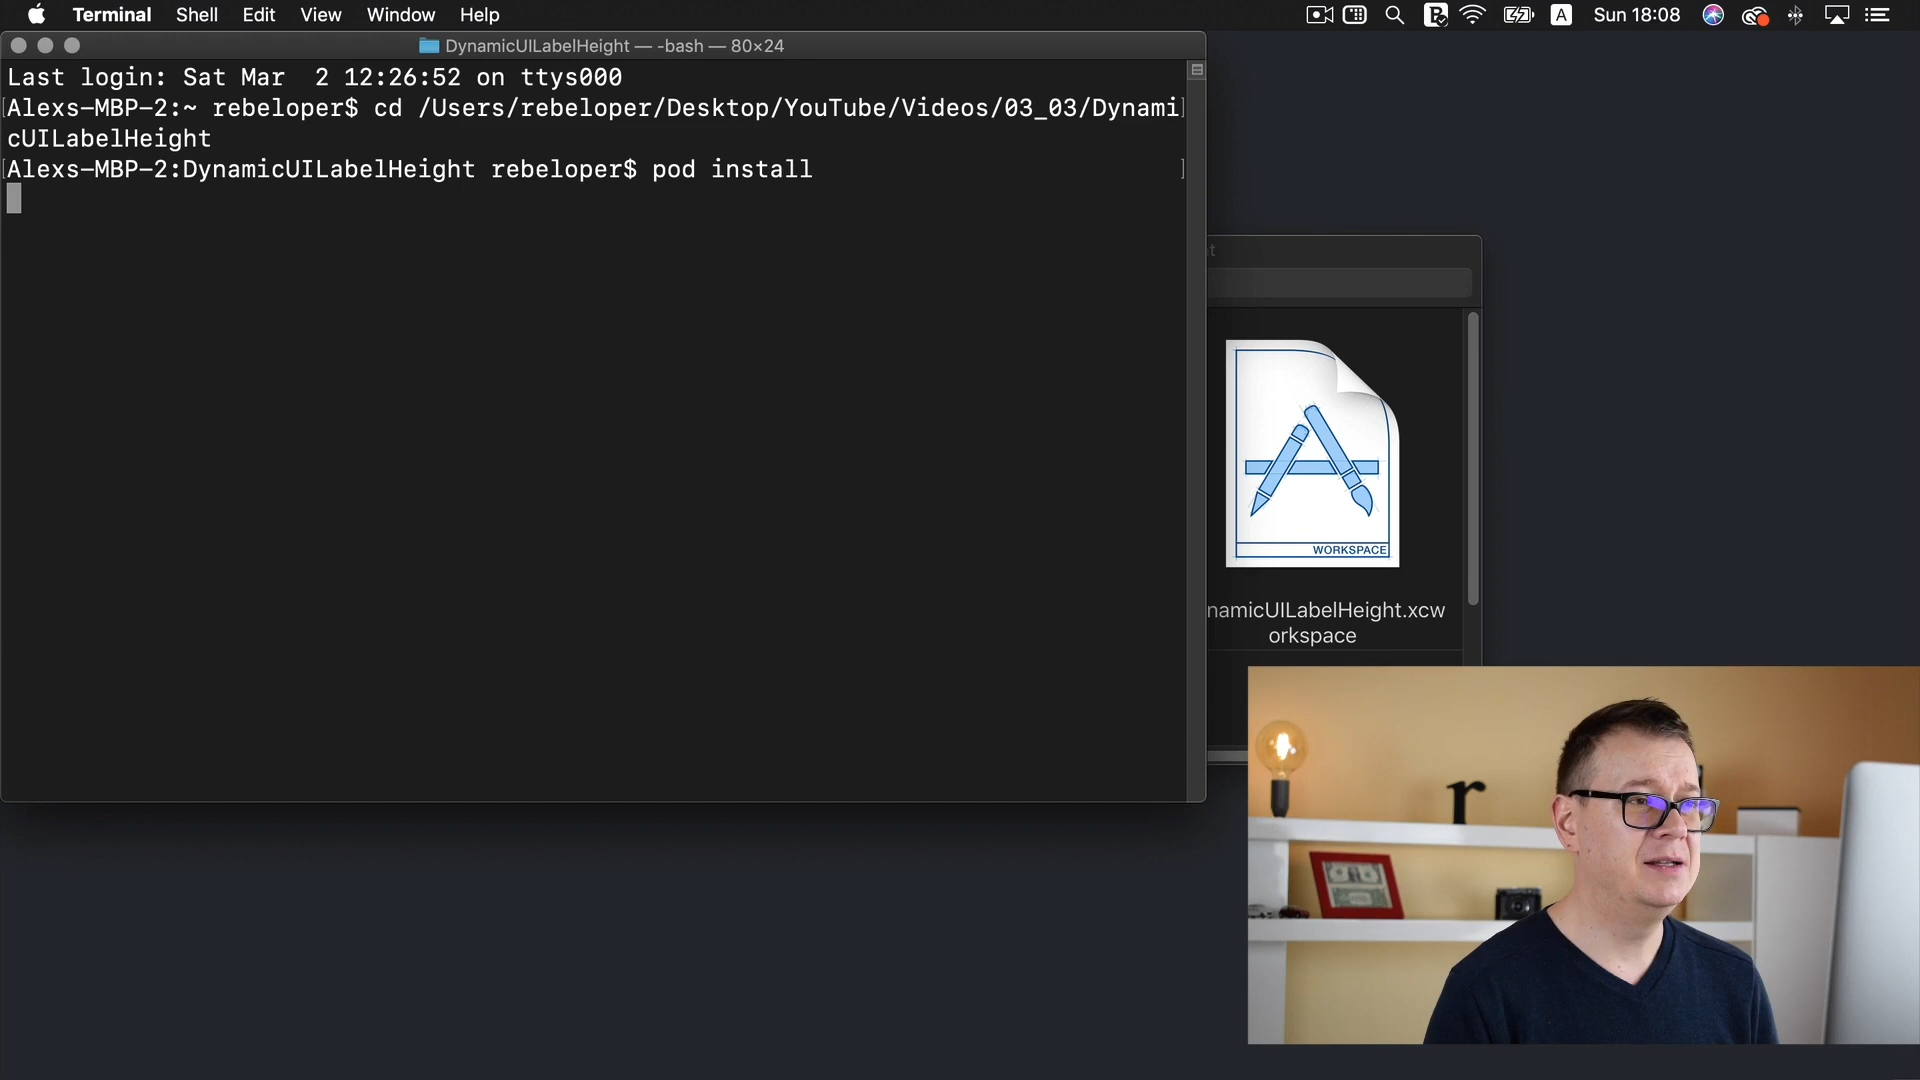 Terminal Shell Edit View Window Help
A Sun 18:08
DynamicUILabelHeight — -bash — 80×24
Last login: Sat Mar  2 12:26:52 on ttys000
Alexs-MBP-2:~ rebeloper$ cd /Users/rebeloper/Desktop/YouTube/Videos/03_03/Dynami
cUILabelHeight
Alexs-MBP-2:DynamicUILabelHeight rebeloper$ pod install
WORKSPACE
namicUILabelHeight.xcw
orkspace
r